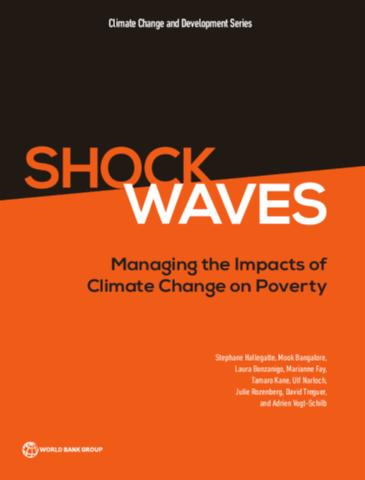 Climate Change and Development Series
SHOCK
WAVES
Managing the Impacts of
Climate Change on Poverty
Stephane Hallegatte, Mook Bangalore,
Laura Bonzanigo, Marianne Fay,
Tamaro Kane, Ulf Narloch,
Julie Rozenberg, David Treguer,
and Adrien Vogt-Schilb
WORLD BANK GROUP